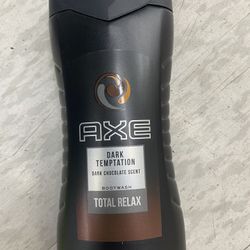 AXE
DARK
TEMPTATION
DARK CHOCOLATE SCENT
BODYWASH
TOTAL RELAX